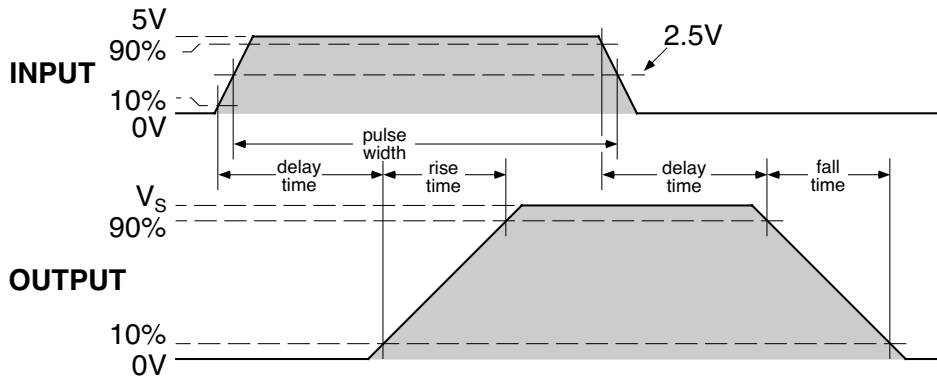 5V
90%
INPUT
10%
0V
2.5V
pulse
width
delay
time
rise
time
delay
time
fall
time
VS
90%
OUTPUT
10%
0V